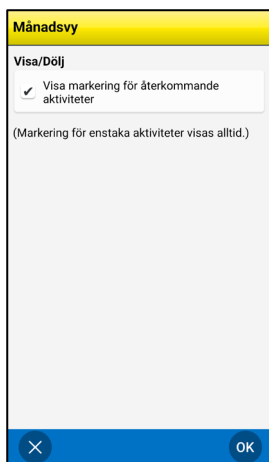 Månadsvy
Visa/Dölj
Visa markering för återkommande
aktiviteter
(Markering för enstaka aktiviteter visas alltid.)
OK